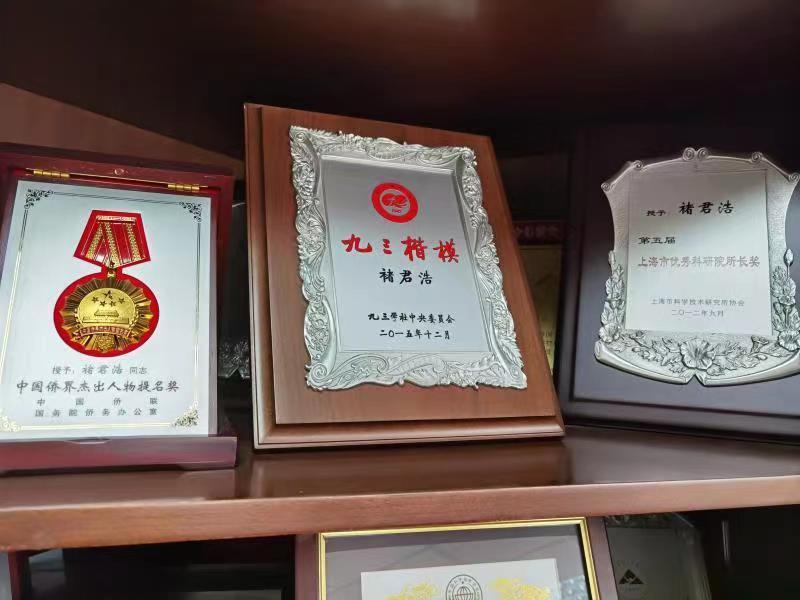 授予：褚君浩 同志
中国侨界杰出人物提名奖
中国侨联
国务院侨务办公室
九三楷模
褚君浩
九三学社中央委员会
二〇一五年十二月
授予 褚君浩
第五届
上海市优秀科研院所长奖
上海市科学技术研究所协会
二〇一二年九月